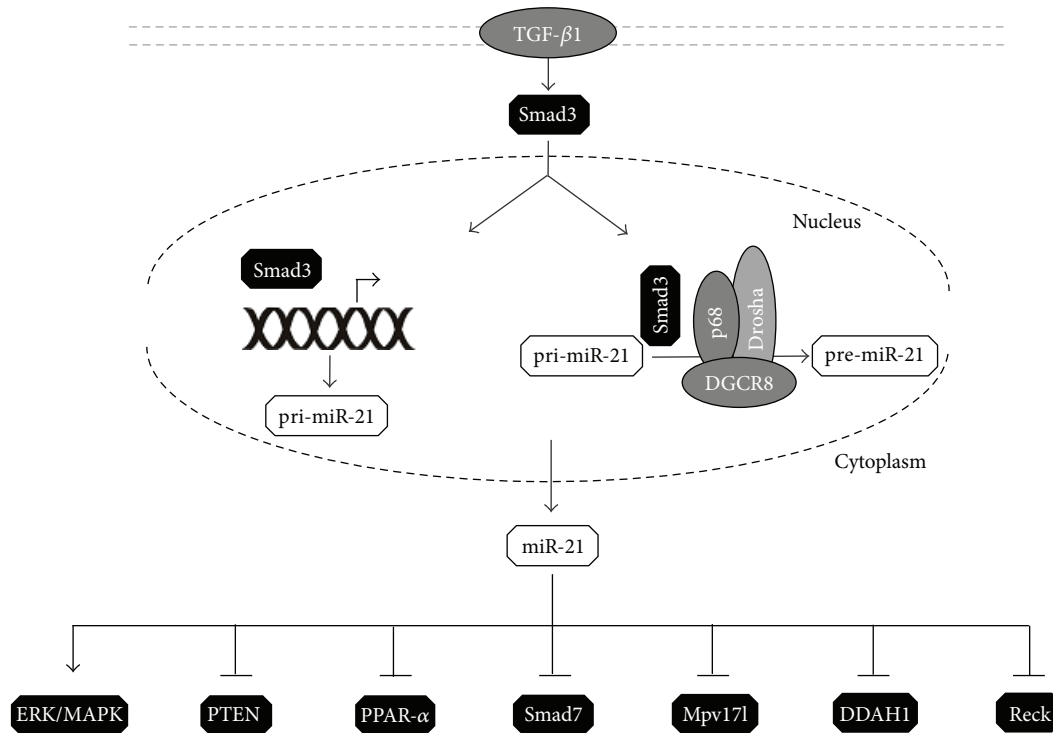 TGF-β1
Smad3
Nucleus
Smad3
Smad3
p68
Drosha
pri-miR-21
pre-miR-21
DGCR8
pri-miR-21
Cytoplasm
miR-21
ERK/MAPK
PTEN
PPAR-α
Smad7
Mpv17l
DDAH1
Reck